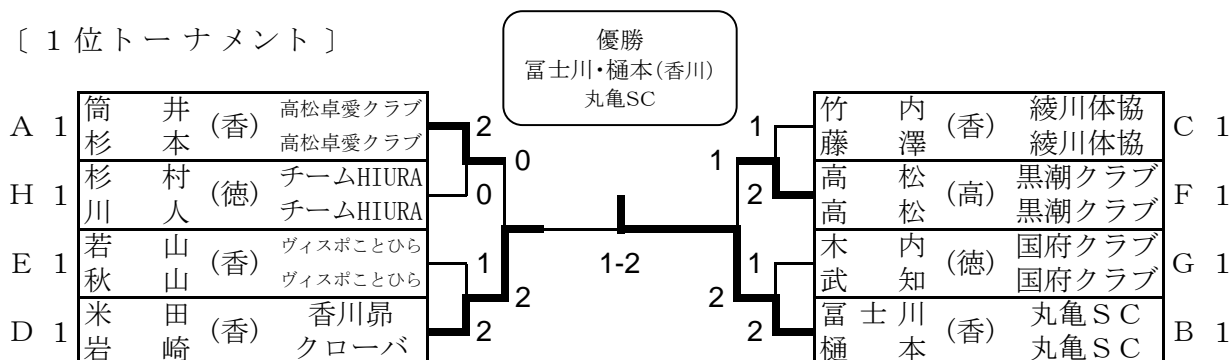 〔 1位トーナメント 〕
優勝
冨士川・樋本(香川)
丸亀SC
A 1 筒井 (香) 高松卓愛クラブ 2
杉本 高松卓愛クラブ
0
H 1 杉村 (徳) チームHIURA 0
川人 チームHIURA
E 1 若山 (香) ヴィスポことひら 1
秋山 ヴィスポことひら
2
D 1 米田 (香) 香川昴 2
岩崎 クローバ
1-2
1 竹内 (香) 綾川体協 C 1
藤澤 綾川体協
1
2 高松 (高) 黒潮クラブ F 1
高松 黒潮クラブ
1 木内 (徳) 国府クラブ G 1
武知 国府クラブ
2
2 冨士川 (香) 丸亀SC B 1
樋本 丸亀SC